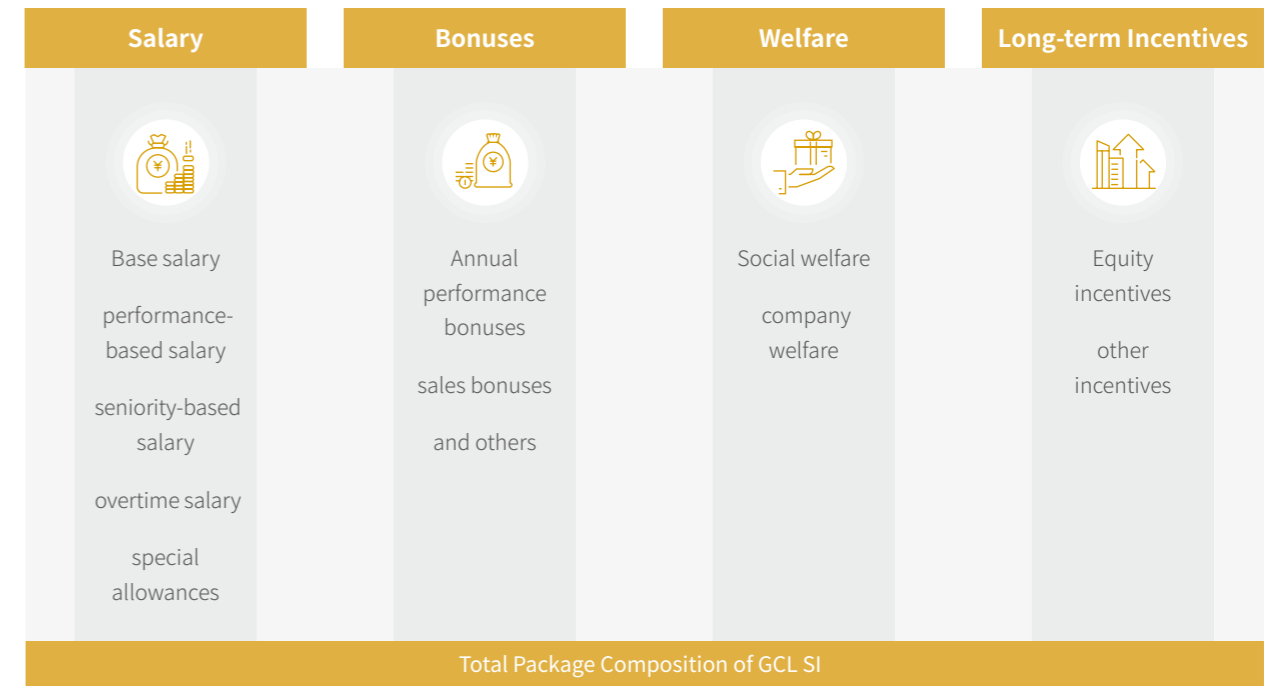 Salary
Base salary
performance-
based salary
seniority-based
salary
overtime salary
special
allowances
Bonuses
Annual
performance
bonuses
sales bonuses
and others
Welfare
Social welfare
company
welfare
Long-term Incentives
Equity
incentives
other
incentives
Total Package Composition of GCL SI